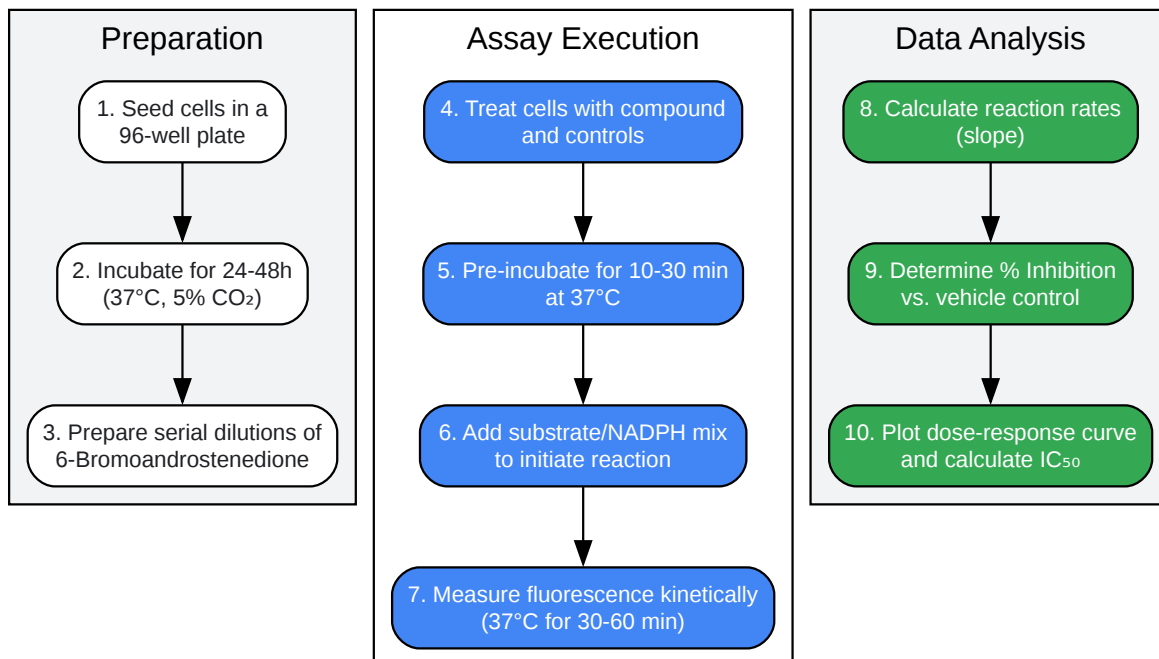 Preparation
1. Seed cells in a
96-well plate
2. Incubate for 24-48h
(37°C, 5% CO₂)
3. Prepare serial dilutions of
6-Bromoandrostenedione
Assay Execution
4. Treat cells with compound
and controls
5. Pre-incubate for 10-30 min
at 37°C
6. Add substrate/NADPH mix
to initiate reaction
7. Measure fluorescence kinetically
(37°C for 30-60 min)
Data Analysis
8. Calculate reaction rates
(slope)
9. Determine % Inhibition
vs. vehicle control
10. Plot dose-response curve
and calculate IC₅₀